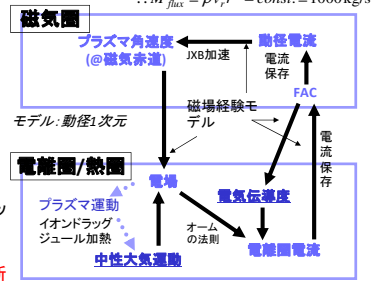 ∴ M flux = ρv r r = const. = 1000kg/s
磁気圏
プラズマ角速度
(@磁気赤道)
JXB加速
動径電流
電流
保存
FAC
磁場経験モ
デル
モデル：動径1次元
電流保存
電離圏/熱圏
電場
電気伝導度
プラズマ運動
イオンドラッグ
ジュール加熱
オーム
の法則
中性大気運動
電離圏電流
ッ
所